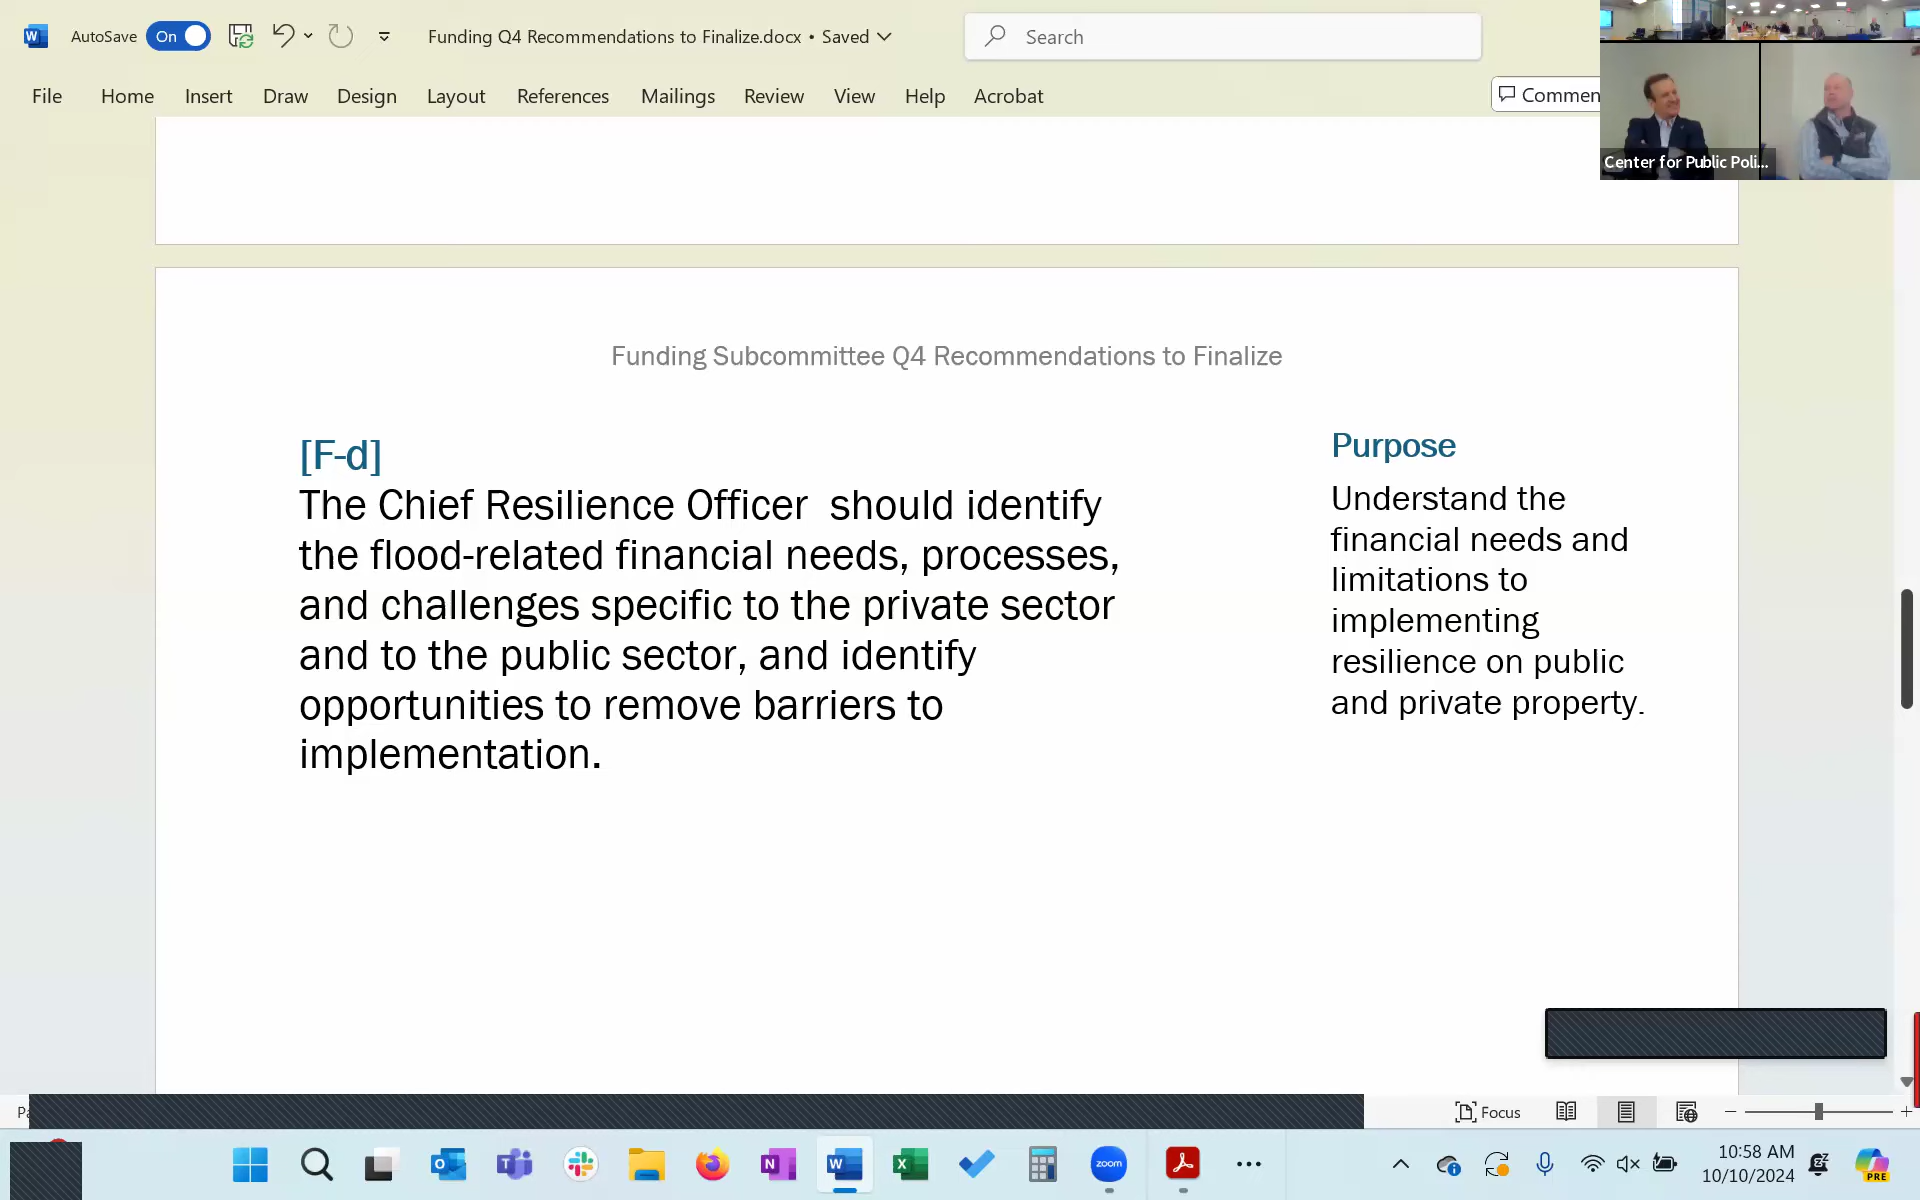 AutoSave On Funding Q4 Recommendations to Finalize.docx • Saved Search
File Home Insert Draw Design Layout References Mailings Review View Help Acrobat Commen
Center for Public Poli...
Funding Subcommittee Q4 Recommendations to Finalize
[F-d]
The Chief Resilience Officer should identify
the flood-related financial needs, processes,
and challenges specific to the private sector
and to the public sector, and identify
opportunities to remove barriers to
implementation.
Purpose
Understand the
financial needs and
limitations to
implementing
resilience on public
and private property.
Focus
zoom
10:58 AM
10/10/2024
PRE